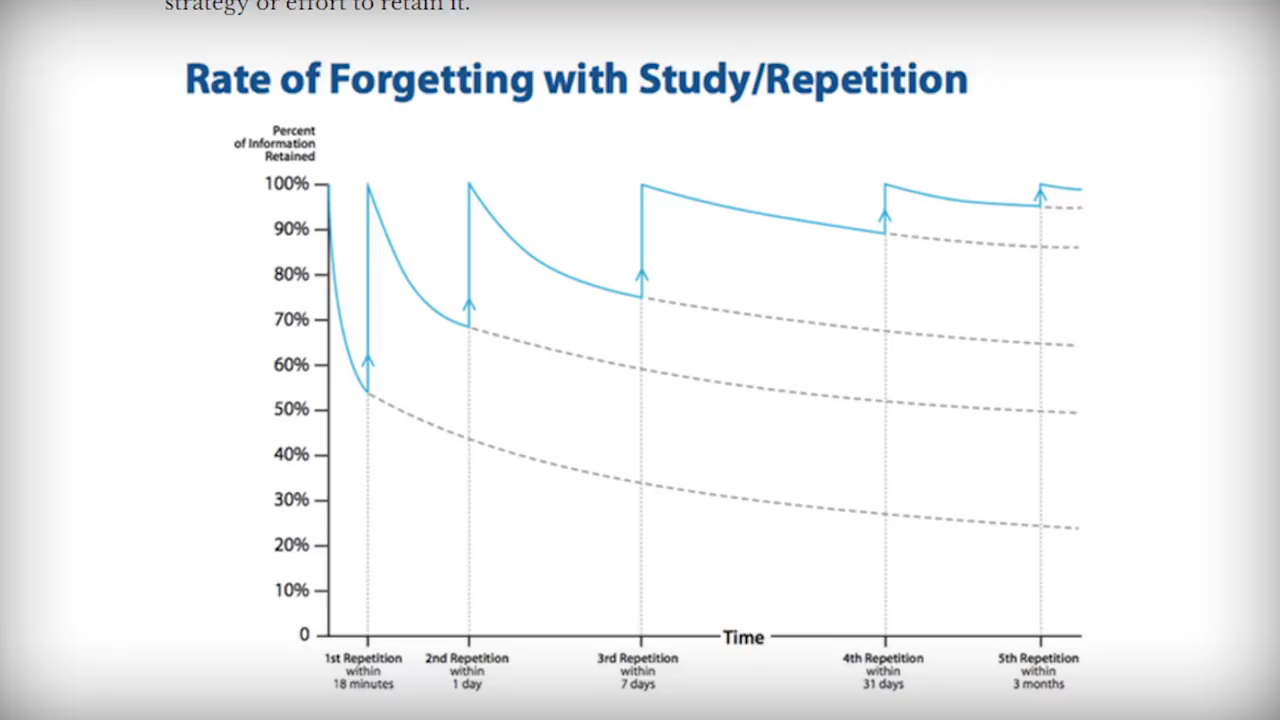 strategy or effort to retain it.
Rate of Forgetting with Study/Repetition
Percent
of Information
Retained
100%
90%
80%
70%
60%
50%
40%
30%
20%
10%
0
Time
1st Repetition
within
18 minutes
2nd Repetition
within
1 day
3rd Repetition
within
7 days
4th Repetition
within
31 days
5th Repetition
within
3 months